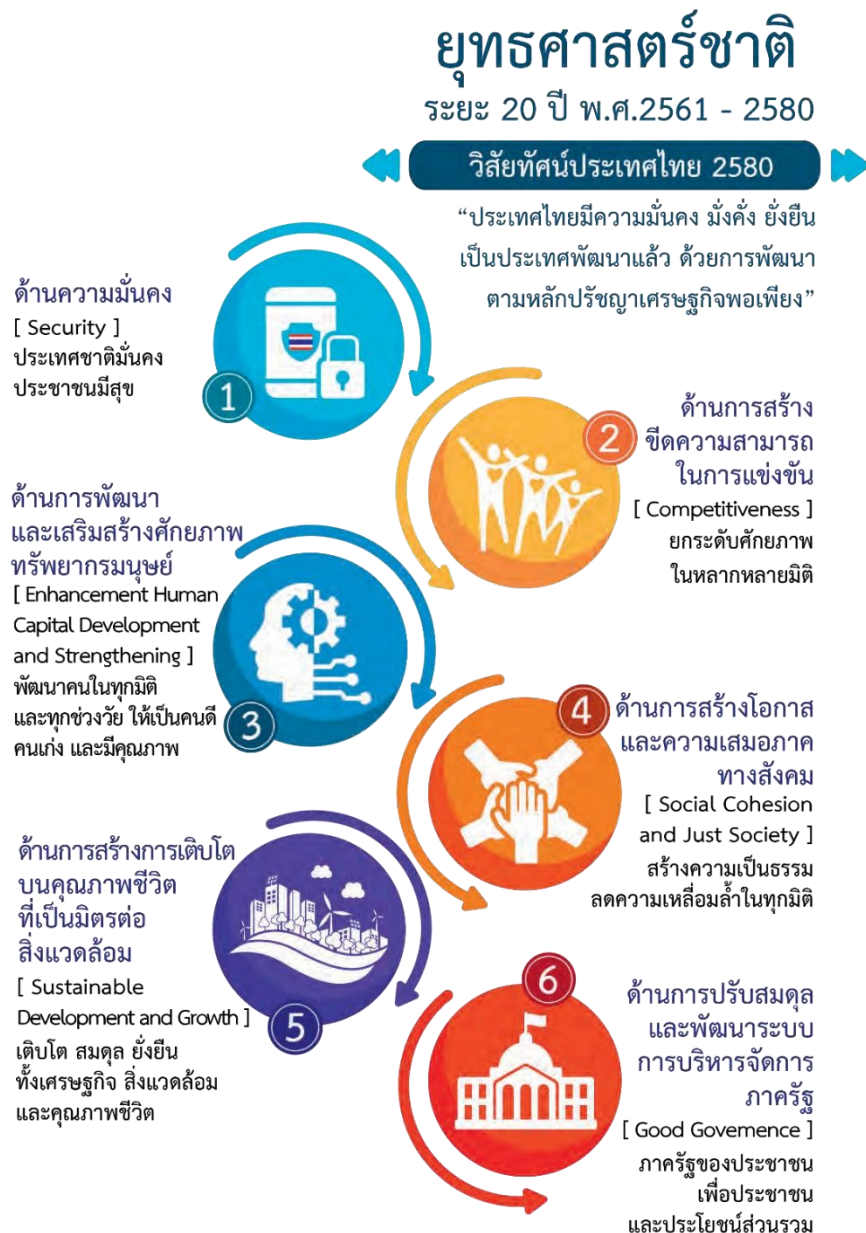 ยุทธศาสตร์ชาติ
ระยะ 20 ปี พ.ศ.2561 - 2580
วิสัยทัศน์ประเทศไทย 2580
“ประเทศไทยมีความมั่นคง มั่งคั่ง ยั่งยืน
เป็นประเทศพัฒนาแล้ว ด้วยการพัฒนา
ตามหลักปรัชญาเศรษฐกิจพอเพียง”
ด้านความมั่นคง
[ Security ]
ประเทศชาติมั่นคง
ประชาชนมีสุข
1
2
ด้านการสร้าง
ขีดความสามารถ
ในการแข่งขัน
[ Competitiveness ]
ยกระดับศักยภาพ
ในหลากหลายมิติ
ด้านการพัฒนา
และเสริมสร้างศักยภาพ
ทรัพยากรมนุษย์
[ Enhancement Human
Capital Development
and Strengthening ]
พัฒนาคนในทุกมิติ
และทุกช่วงวัย ให้เป็นคนดี
คนเก่ง และมีคุณภาพ
3
4
ด้านการสร้างโอกาส
และความเสมอภาค
ทางสังคม
[ Social Cohesion
and Just Society ]
สร้างความเป็นธรรม
ลดความเหลื่อมล้ำในทุกมิติ
ด้านการสร้างการเติบโต
บนคุณภาพชีวิต
ที่เป็นมิตรต่อ
สิ่งแวดล้อม
[ Sustainable
Development and Growth ]
เติบโต สมดุล ยั่งยืน
ทั้งเศรษฐกิจ สิ่งแวดล้อม
และคุณภาพชีวิต
5
6
ด้านการปรับสมดุล
และพัฒนาระบบ
การบริหารจัดการ
ภาครัฐ
[ Good Governence ]
ภาครัฐของประชาชน
เพื่อประชาชน
และประโยชน์ส่วนรวม